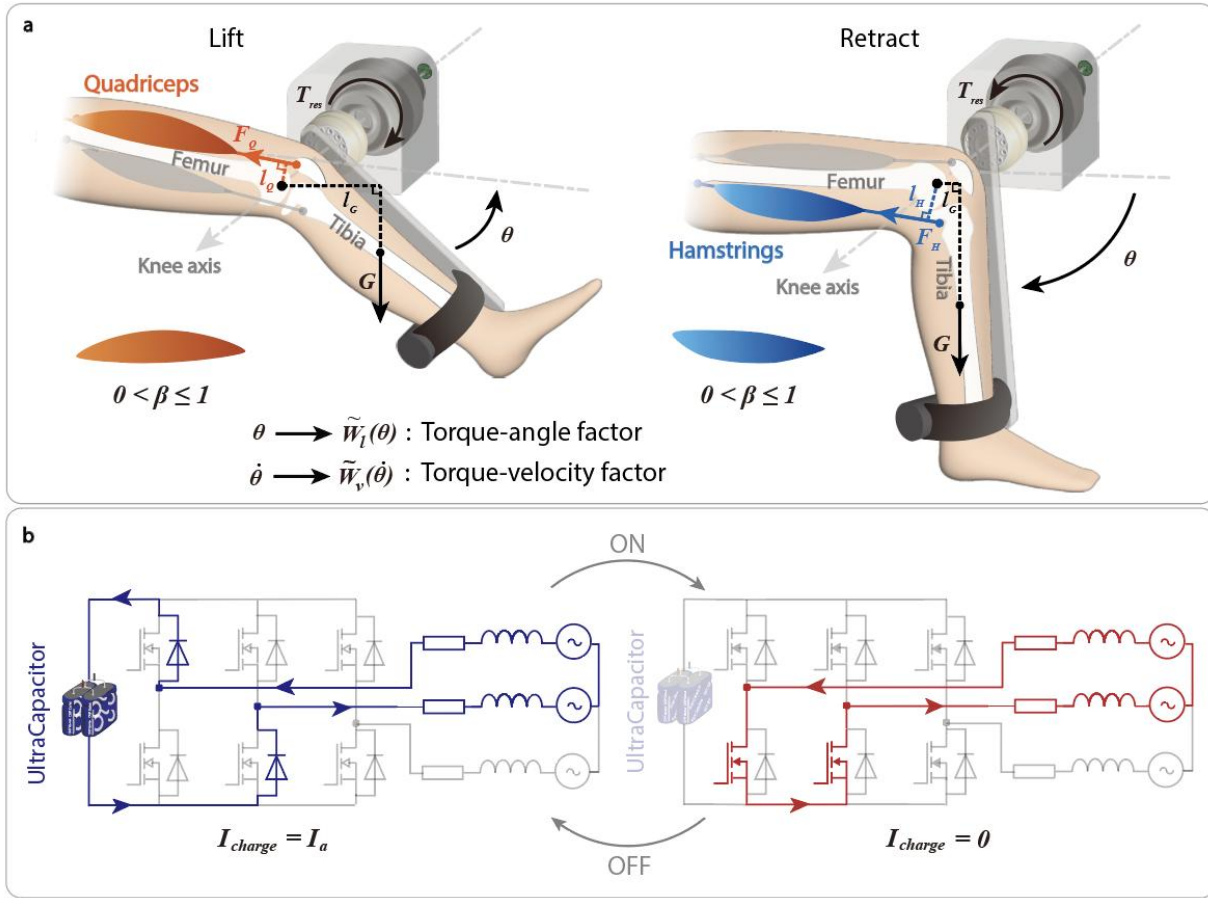 a
Lift
Retract
Quadriceps
T_res
T_res
F_Q
Femur
l_Q
l_G
Tibia
θ
Knee axis
G
0 < β ≤ 1
Femur
l_H
l_G
F_H
Hamstrings
Tibia
θ
Knee axis
G
0 < β ≤ 1
θ → W̃_l(θ) : Torque-angle factor
θ̇ → W̃_v(θ̇) : Torque-velocity factor
b
ON
UltraCapacitor
UltraCapacitor
I_charge = I_a
I_charge = 0
OFF